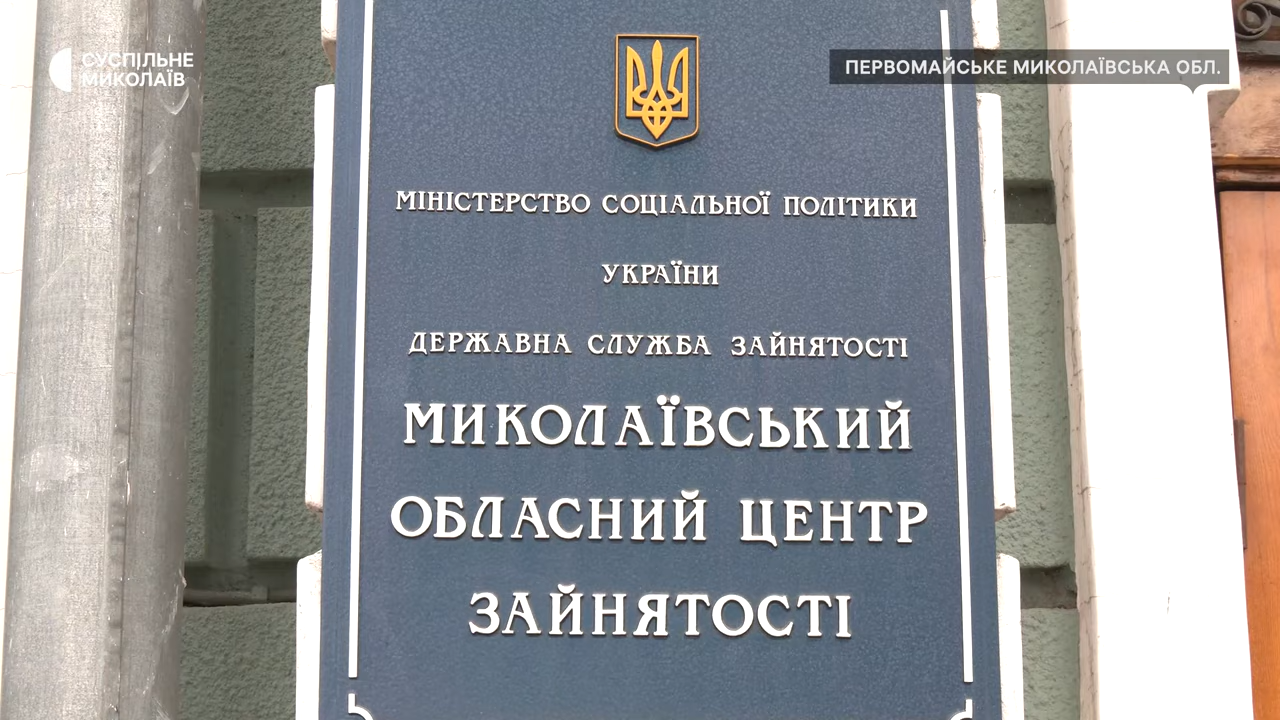 СУСПІЛЬНЕ
МИКОЛАЇВ
ПЕРВОМАЙСЬКЕ МИКОЛАЇВСЬКА ОБЛ.
МІНІСТЕРСТВО СОЦІАЛЬНОЇ ПОЛІТИКИ
УКРАЇНИ
ДЕРЖАВНА СЛУЖБА ЗАЙНЯТОСТІ
МИКОЛАЇВСЬКИЙ
ОБЛАСНИЙ ЦЕНТР
ЗАЙНЯТОСТІ